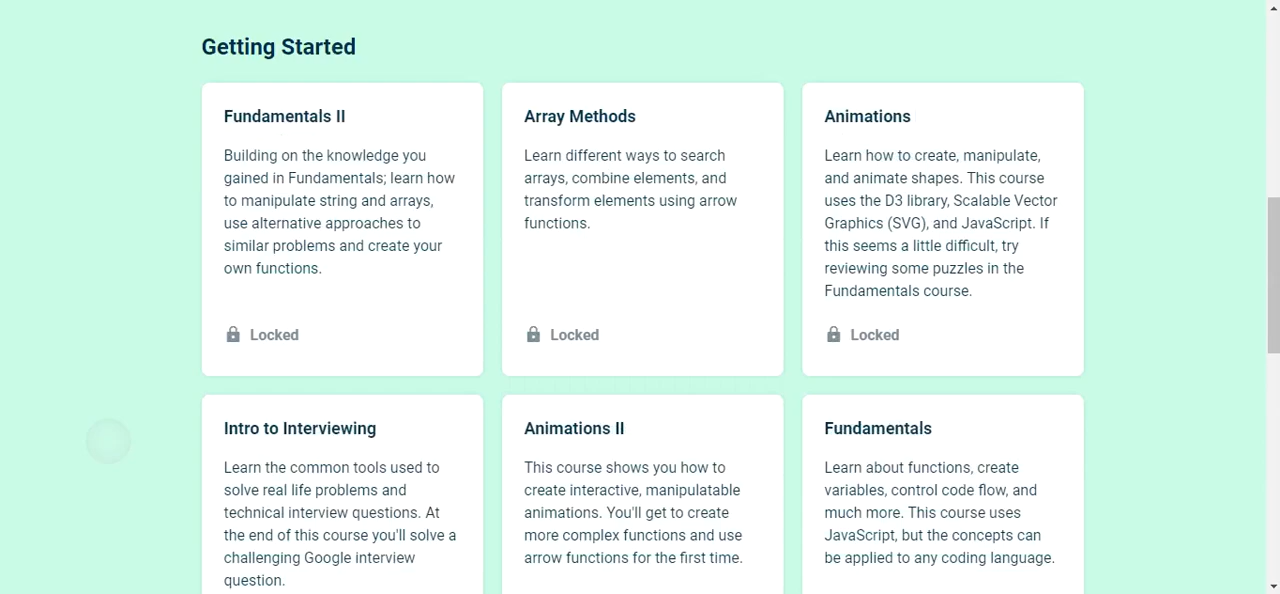 Getting Started
Fundamentals II
Building on the knowledge you
gained in Fundamentals; learn how
to manipulate string and arrays,
use alternative approaches to
similar problems and create your
own functions.
Locked
Array Methods
Learn different ways to search
arrays, combine elements, and
transform elements using arrow
functions.
Locked
Animations
Learn how to create, manipulate,
and animate shapes. This course
uses the D3 library, Scalable Vector
Graphics (SVG), and JavaScript. If
this seems a little difficult, try
reviewing some puzzles in the
Fundamentals course.
Locked
Intro to Interviewing
Learn the common tools used to
solve real life problems and
technical interview questions. At
the end of this course you'll solve a
challenging Google interview
question.
Animations II
This course shows you how to
create interactive, manipulatable
animations. You'll get to create
more complex functions and use
arrow functions for the first time.
Fundamentals
Learn about functions, create
variables, control code flow, and
much more. This course uses
JavaScript, but the concepts can
be applied to any coding language.